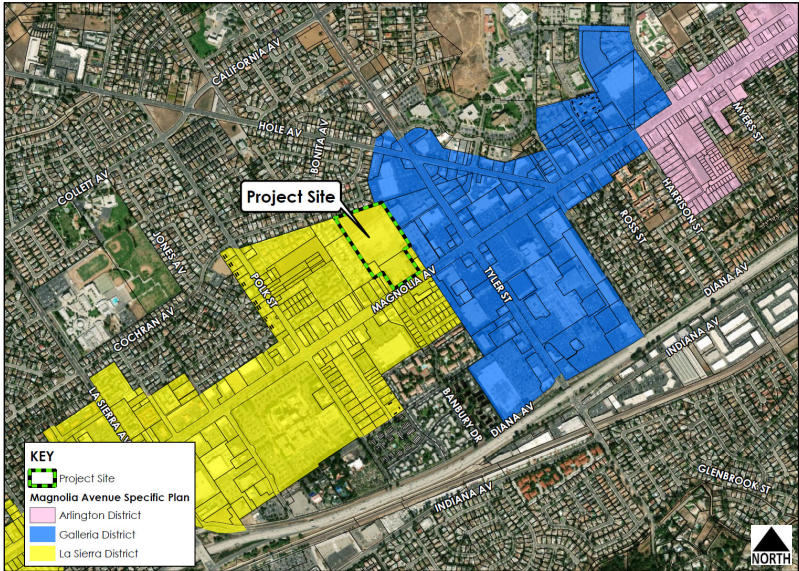 CALIFORNIA AV
HOLE AV
BONITA AV
COLLETT AV
MYERS ST
HARRISON ST
Project Site
ROSS ST
JONES AV
POLK ST
MAGNOLIA AV
TYLER ST
DIANA AV
COCHRAN AV
INDIANA AV
LA SIERRA AV
BANBURY DR
DIANA AV
KEY
Project Site
Magnolia Avenue Specific Plan
Arlington District
Galleria District
La Sierra District
INDIANA AV
GLENBROOK ST
NORTH